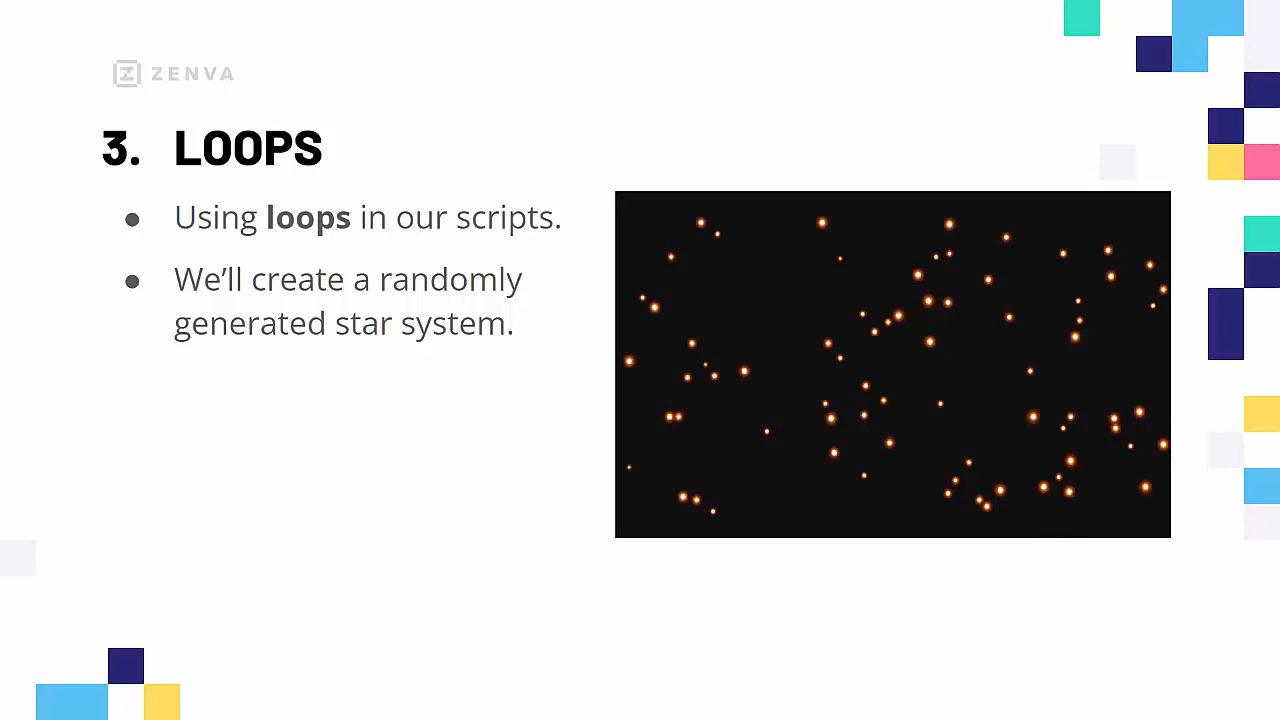 ZENVA
3. LOOPS
● Using loops in our scripts.
● We’ll create a randomly
generated star system.